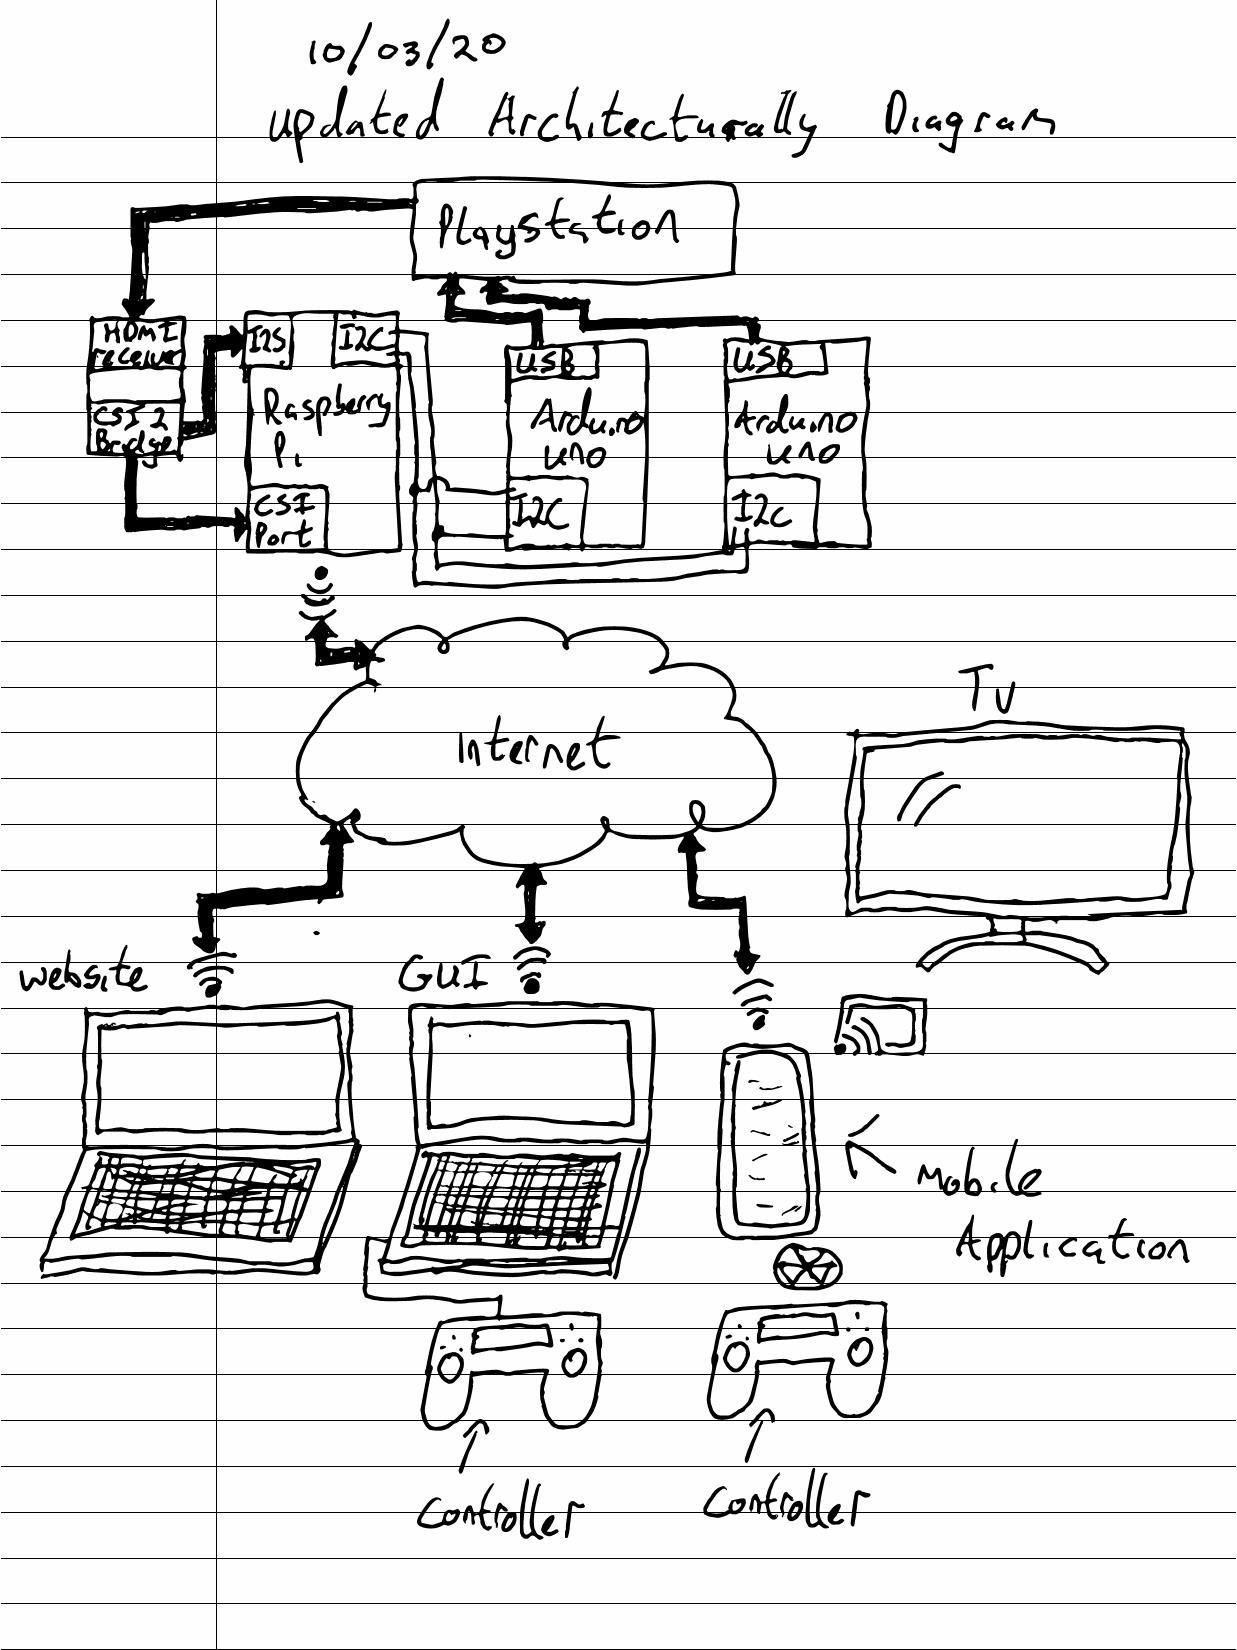 10/03/20
updated Architecturally Diagram
Playstation
HDMI
receiver
I2S
I2C
USB
USB
CSI 2
Bridge
Raspberry
Pi
Arduino
uno
Arduino
uno
CSI
Port
I2C
I2C
Internet
TV
website
GUI
Mobile
Application
Controller
Controller